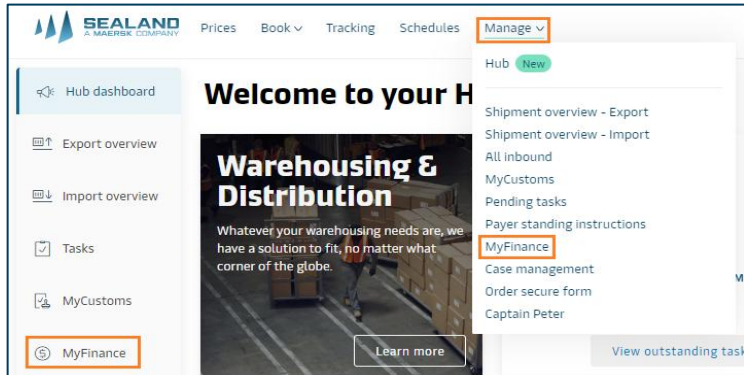 SEALAND
A MAERSK COMPANY
Prices Book Tracking Schedules Manage
Hub dashboard
Export overview
Import overview
Tasks
MyCustoms
MyFinance
Welcome to your H
Warehousing &
Distribution
Whatever your warehousing needs are, we
have a solution to fit, no matter what
corner of the globe.
Learn more
Hub New
Shipment overview - Export
Shipment overview - Import
All inbound
MyCustoms
Pending tasks
Payer standing instructions
MyFinance
Case management
Order secure form
Captain Peter
M
View outstanding task